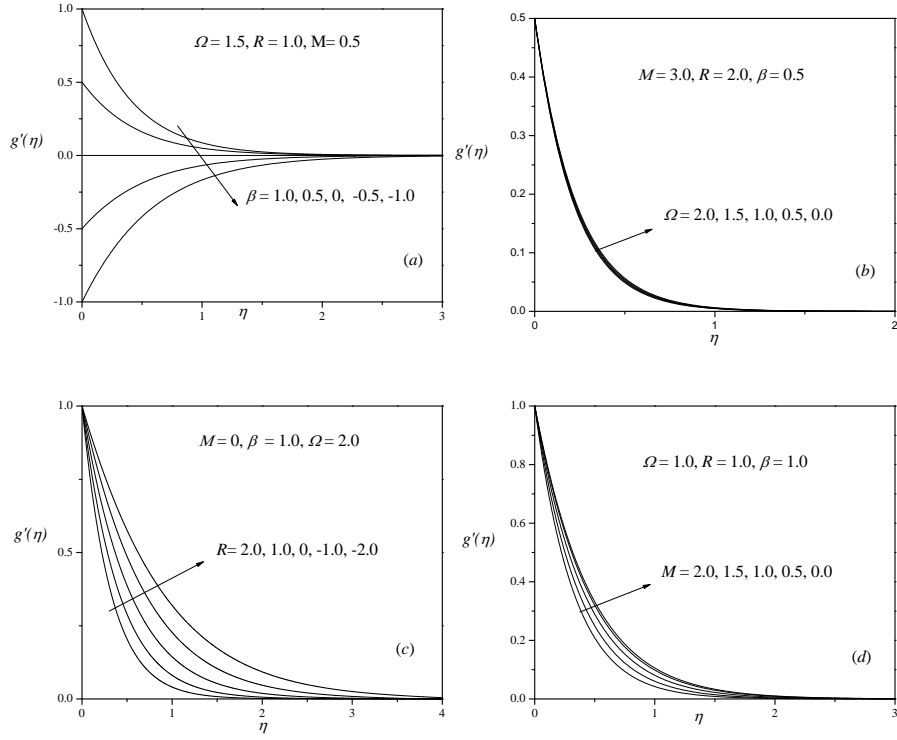 1.0
0.5
0.0
-0.5
-1.0
g'(η)
Ω = 1.5, R = 1.0, M= 0.5
β = 1.0, 0.5, 0, -0.5, -1.0
(a)
0 1 2 3
η
0.5
0.4
0.3
0.2
0.1
0.0
g'(η)
M = 3.0, R = 2.0, β = 0.5
Ω = 2.0, 1.5, 1.0, 0.5, 0.0
(b)
0 1 2
η
1.0
0.5
0.0
g'(η)
M = 0, β = 1.0, Ω = 2.0
R= 2.0, 1.0, 0, -1.0, -2.0
(c)
0 1 2 3 4
η
1.0
0.8
0.6
0.4
0.2
0.0
g'(η)
Ω = 1.0, R = 1.0, β = 1.0
M = 2.0, 1.5, 1.0, 0.5, 0.0
(d)
0 1 2 3
η